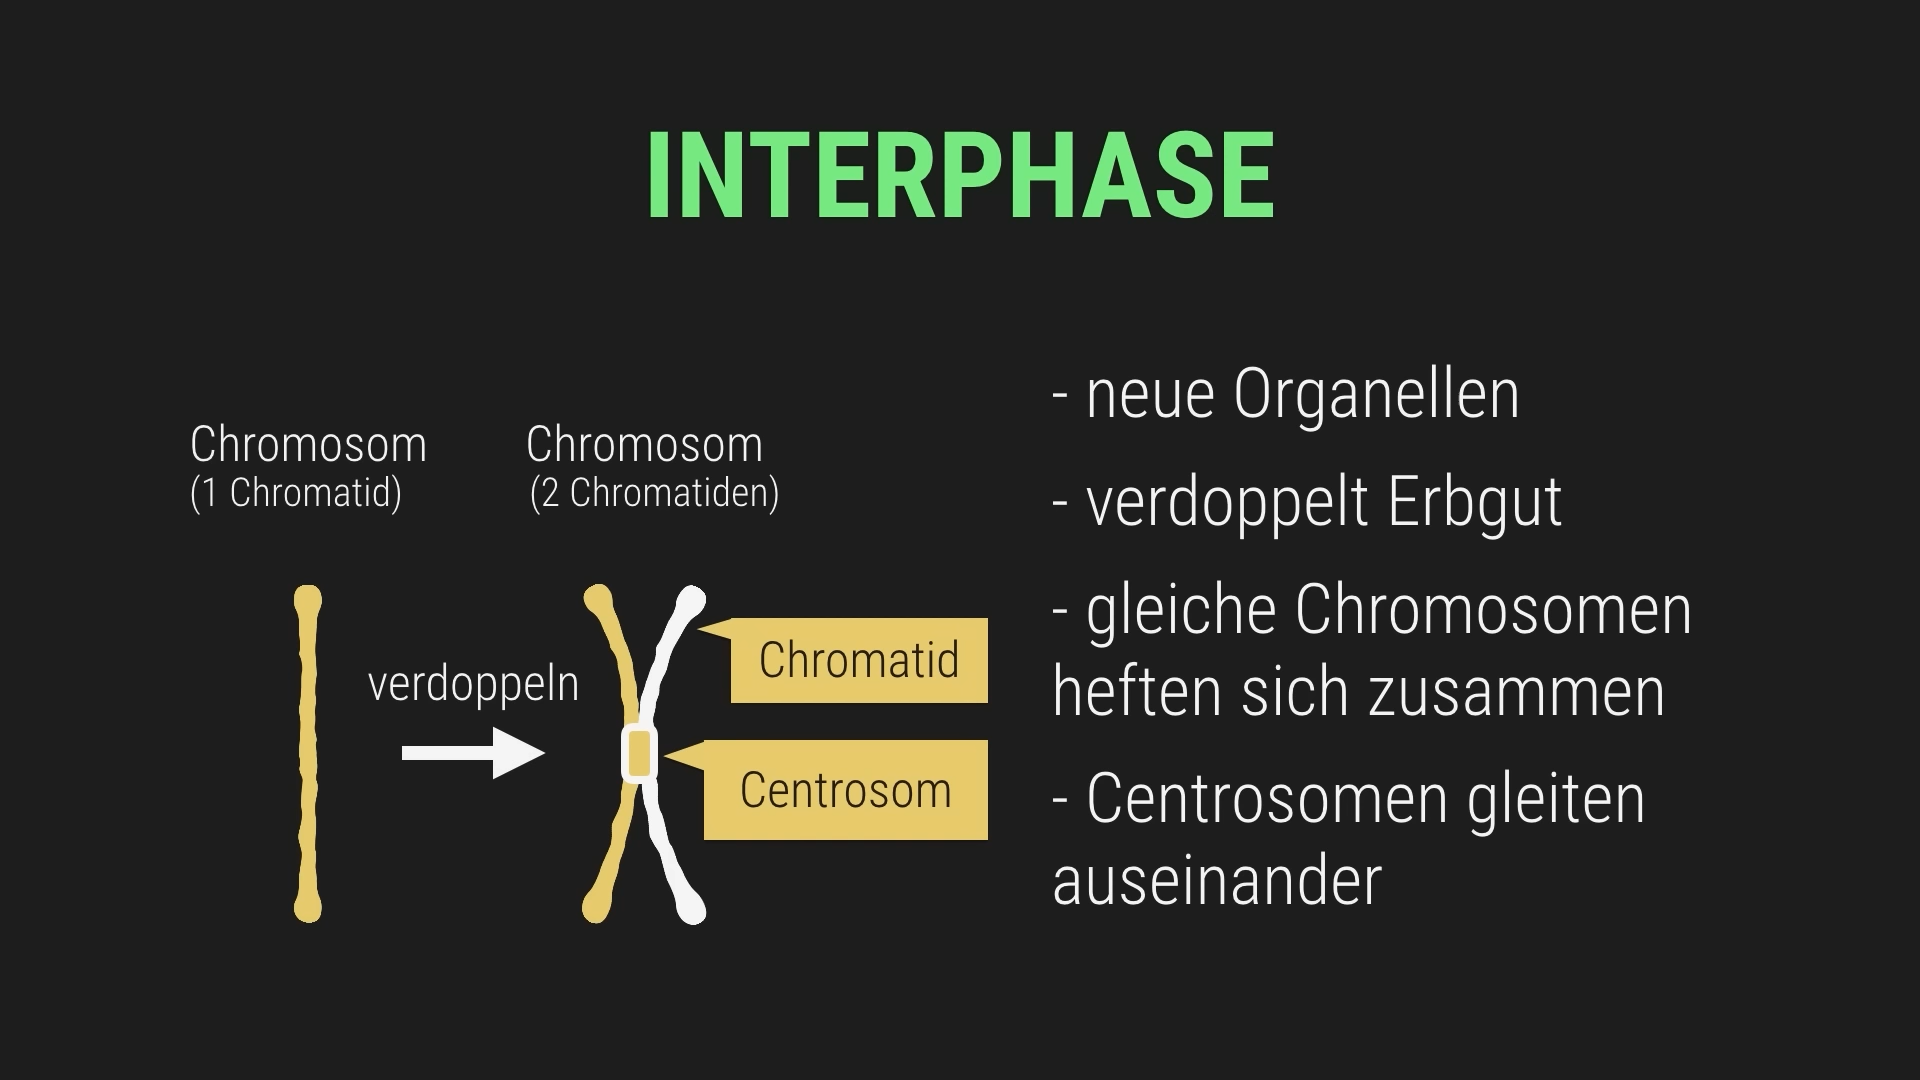 INTERPHASE
Chromosom
(1 Chromatid)
Chromosom
(2 Chromatiden)
verdoppeln
Chromatid
Centrosom
- neue Organellen
- verdoppelt Erbgut
- gleiche Chromosomen
heften sich zusammen
- Centrosomen gleiten
auseinander